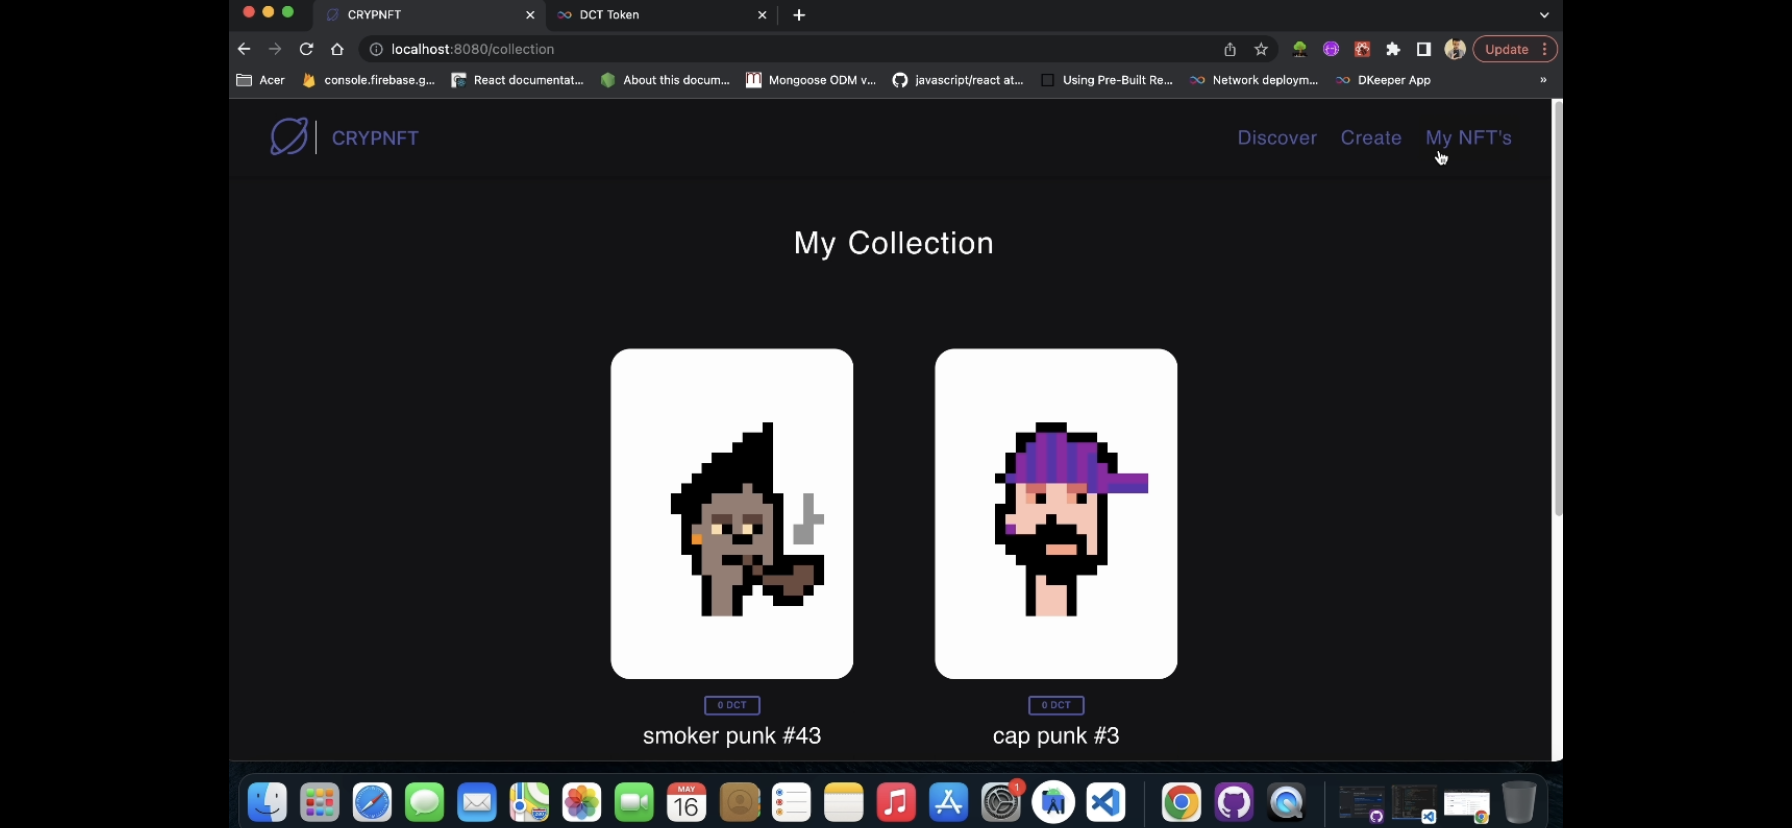 CRYPNFT
DCT Token
localhost:8080/collection
Update
Acer
console.firebase.g...
React documentat...
About this docum...
Mongoose ODM v...
javascript/react at...
Using Pre-Built Re...
Network deploym...
DKeeper App
»
CRYPNFT
Discover
Create
My NFT's
My Collection
0 DCT
0 DCT
smoker punk #43
cap punk #3
MAY
16
1